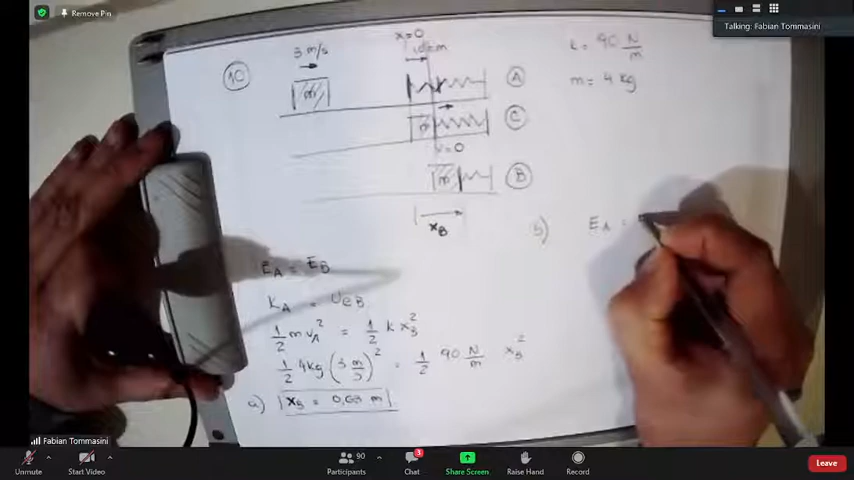 Remove Pin
Talking: Fabian Tommasini
x=0
k = 90 N/m
3 m/s
10
m
A
m = 4 kg
m
C
v=0
m
B
x_B
b) E_A =
E_A = E_B
K_A = U_eB
1/2 m v_A^2 = 1/2 k x_B^2
1/2 4kg (3 m/s)^2 = 1/2 90 N/m x_B^2
a) x_B = 0,63 m
Fabian Tommasini
Unmute
Start Video
90
Participants
3
Chat
Share Screen
Raise Hand
Record
Leave